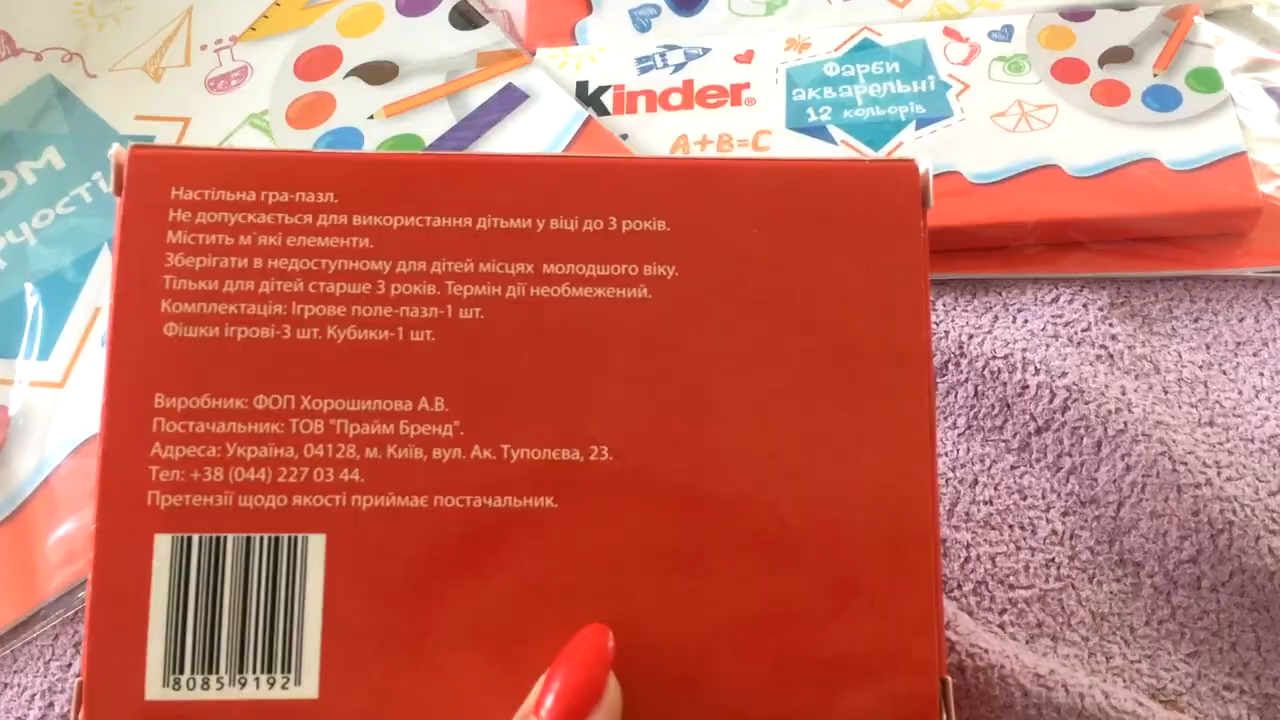 kinder
Фарби
акварельні
12 кольорів
A+B=C
Настільна гра-пазл.
Не допускається для використання дітьми у віці до 3 років.
Містить м`які елементи.
Зберігати в недоступному для дітей місцях молодшого віку.
Тільки для дітей старше 3 років. Термін дії необмежений.
Комплектація: Ігрове поле-пазл-1 шт.
Фішки ігрові-3 шт. Кубики-1 шт.
Виробник: ФОП Хорошилова А.В.
Постачальник: ТОВ "Прайм Бренд".
Адреса: Україна, 04128, м. Київ, вул. Ак. Туполєва, 23.
Тел: +38 (044) 227 03 44.
Претензії щодо якості приймає постачальник.
8085 9192